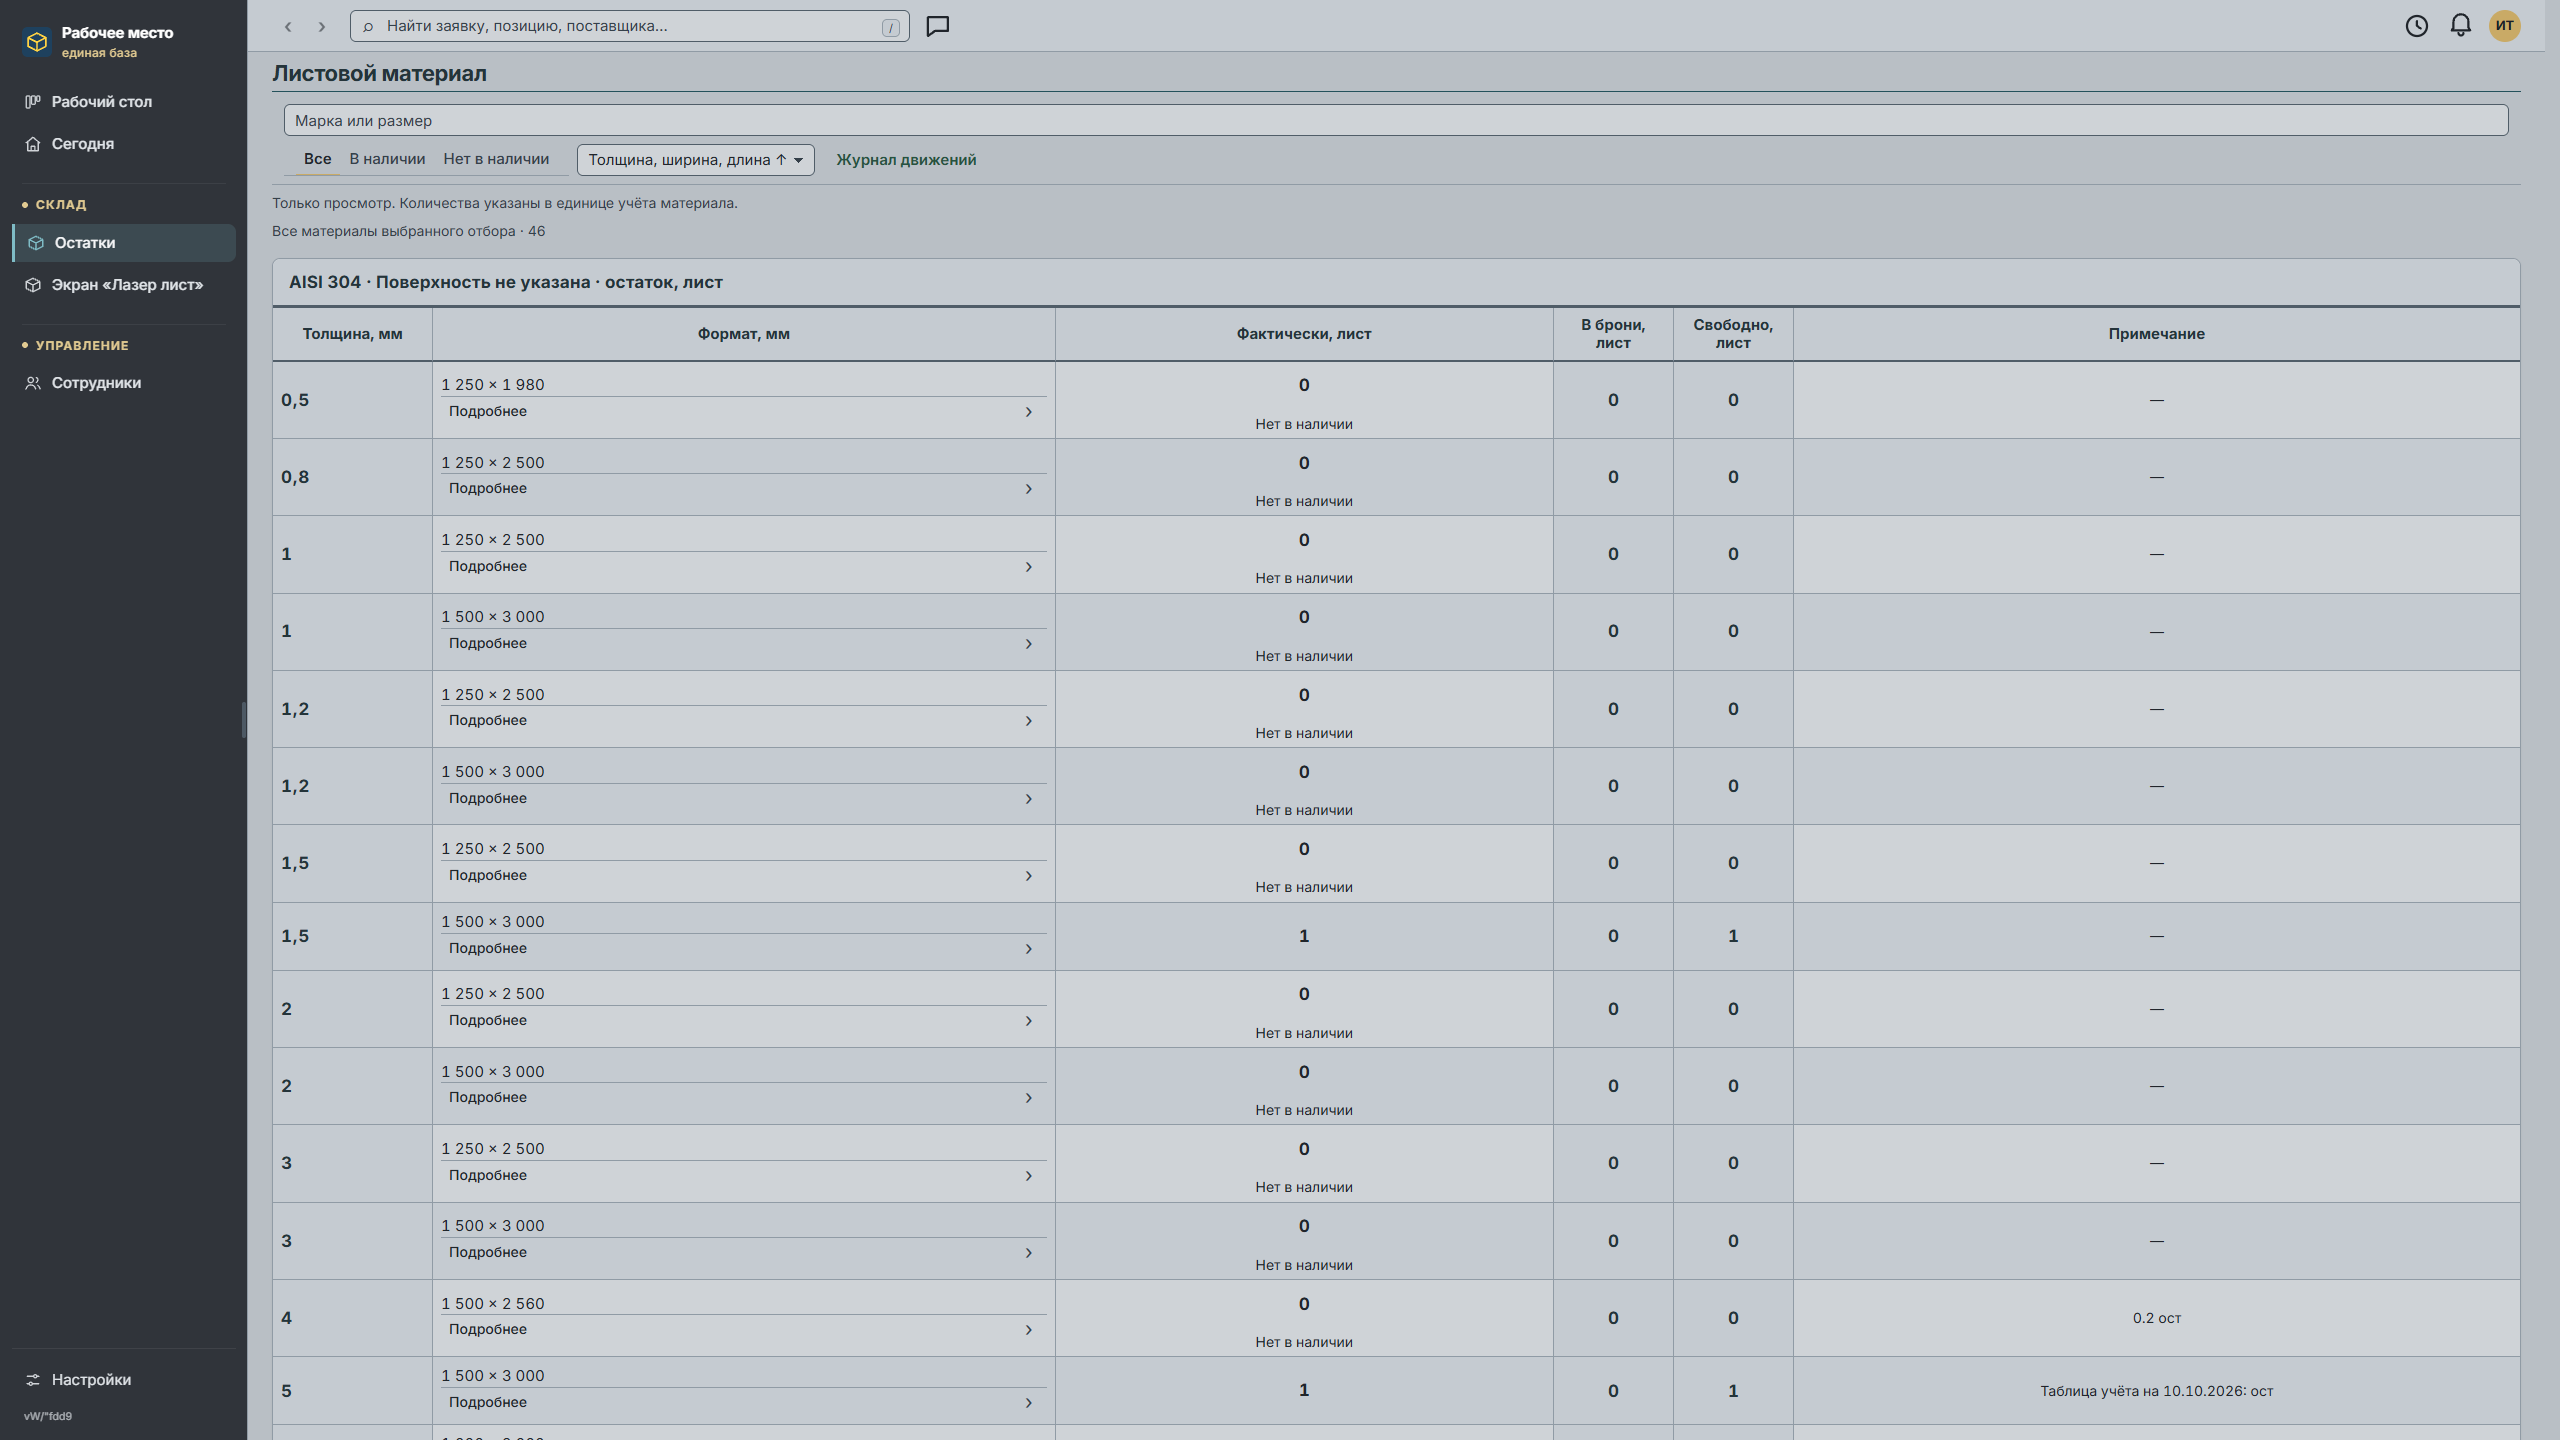 Рабочее место
единая база
Рабочий стол
Сегодня
СКЛАД
Остатки
Экран «Лазер лист»
УПРАВЛЕНИЕ
Сотрудники
Настройки
vW/"fdd9
Найти заявку, позицию, поставщика... /
ИТ
Листовой материал
Марка или размер
Все В наличии Нет в наличии Толщина, ширина, длина ↑ Журнал движений
Только просмотр. Количества указаны в единице учёта материала.
Все материалы выбранного отбора · 46
AISI 304 · Поверхность не указана · остаток, лист
Толщина, мм Формат, мм Фактически, лист В брони, лист Свободно, лист Примечание
0,5 1 250 × 1 980 0 0 0 —
Подробнее Нет в наличии
0,8 1 250 × 2 500 0 0 0 —
Подробнее Нет в наличии
1 1 250 × 2 500 0 0 0 —
Подробнее Нет в наличии
1 1 500 × 3 000 0 0 0 —
Подробнее Нет в наличии
1,2 1 250 × 2 500 0 0 0 —
Подробнее Нет в наличии
1,2 1 500 × 3 000 0 0 0 —
Подробнее Нет в наличии
1,5 1 250 × 2 500 0 0 0 —
Подробнее Нет в наличии
1,5 1 500 × 3 000 1 0 1 —
Подробнее
2 1 250 × 2 500 0 0 0 —
Подробнее Нет в наличии
2 1 500 × 3 000 0 0 0 —
Подробнее Нет в наличии
3 1 250 × 2 500 0 0 0 —
Подробнее Нет в наличии
3 1 500 × 3 000 0 0 0 —
Подробнее Нет в наличии
4 1 500 × 2 560 0 0 0 0.2 ост
Подробнее Нет в наличии
5 1 500 × 3 000 1 0 1 Таблица учёта на 10.10.2026: ост
Подробнее